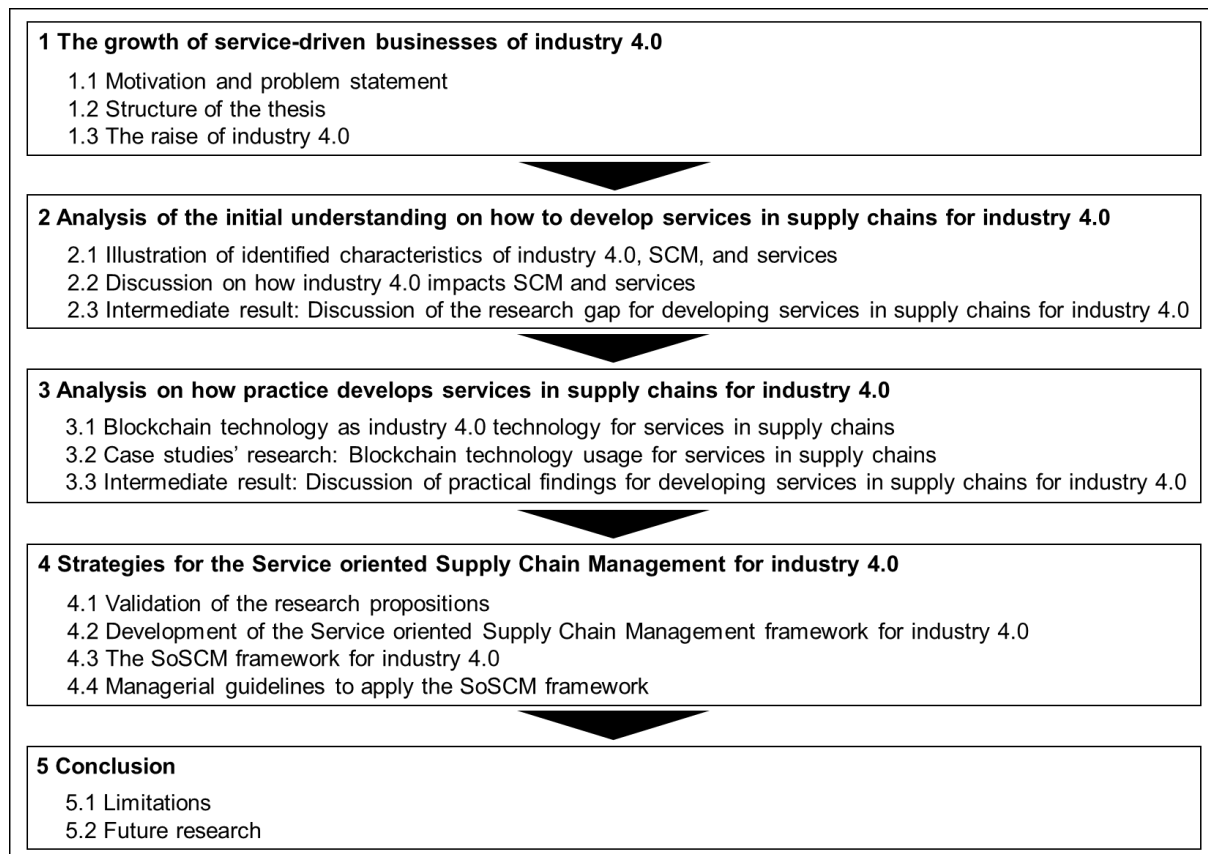 1 The growth of service-driven businesses of industry 4.0
1.1 Motivation and problem statement
1.2 Structure of the thesis
1.3 The raise of industry 4.0
2 Analysis of the initial understanding on how to develop services in supply chains for industry 4.0
2.1 Illustration of identified characteristics of industry 4.0, SCM, and services
2.2 Discussion on how industry 4.0 impacts SCM and services
2.3 Intermediate result: Discussion of the research gap for developing services in supply chains for industry 4.0
3 Analysis on how practice develops services in supply chains for industry 4.0
3.1 Blockchain technology as industry 4.0 technology for services in supply chains
3.2 Case studies' research: Blockchain technology usage for services in supply chains
3.3 Intermediate result: Discussion of practical findings for developing services in supply chains for industry 4.0
4 Strategies for the Service oriented Supply Chain Management for industry 4.0
4.1 Validation of the research propositions
4.2 Development of the Service oriented Supply Chain Management framework for industry 4.0
4.3 The SoSCM framework for industry 4.0
4.4 Managerial guidelines to apply the SoSCM framework
5 Conclusion
5.1 Limitations
5.2 Future research